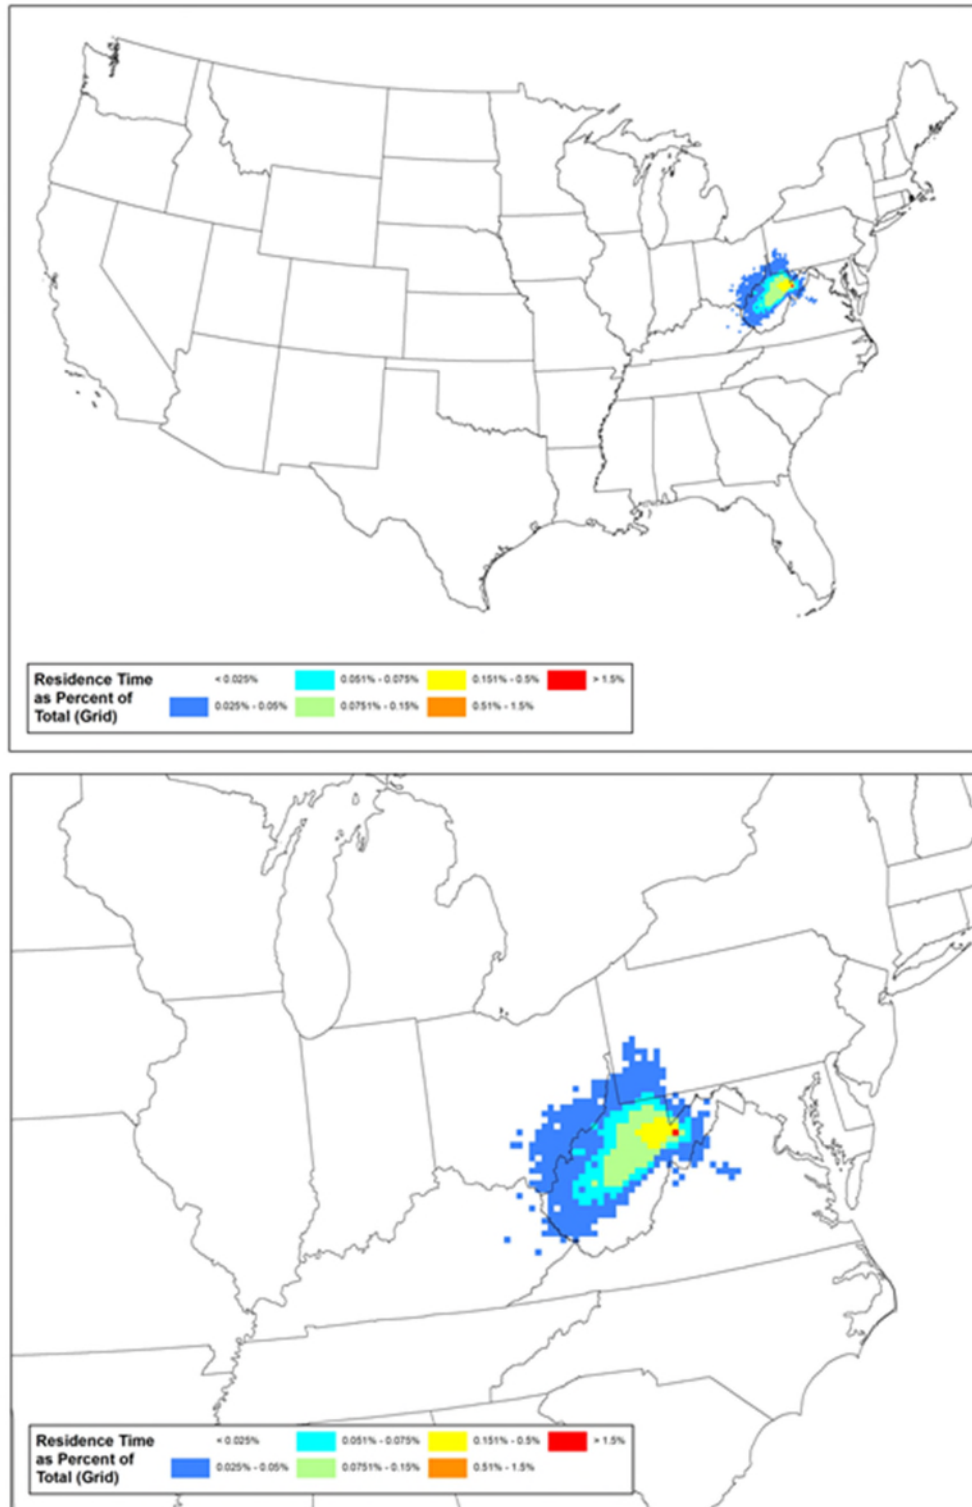 Residence Time
as Percent of
Total (Grid)
< 0.025%
0.051% - 0.075%
0.151% - 0.5%
> 1.5%
0.025% - 0.05%
0.0751% - 0.15%
0.51% - 1.5%
Residence Time
as Percent of
Total (Grid)
< 0.025%
0.051% - 0.075%
0.151% - 0.5%
> 1.5%
0.025% - 0.05%
0.0751% - 0.15%
0.51% - 1.5%